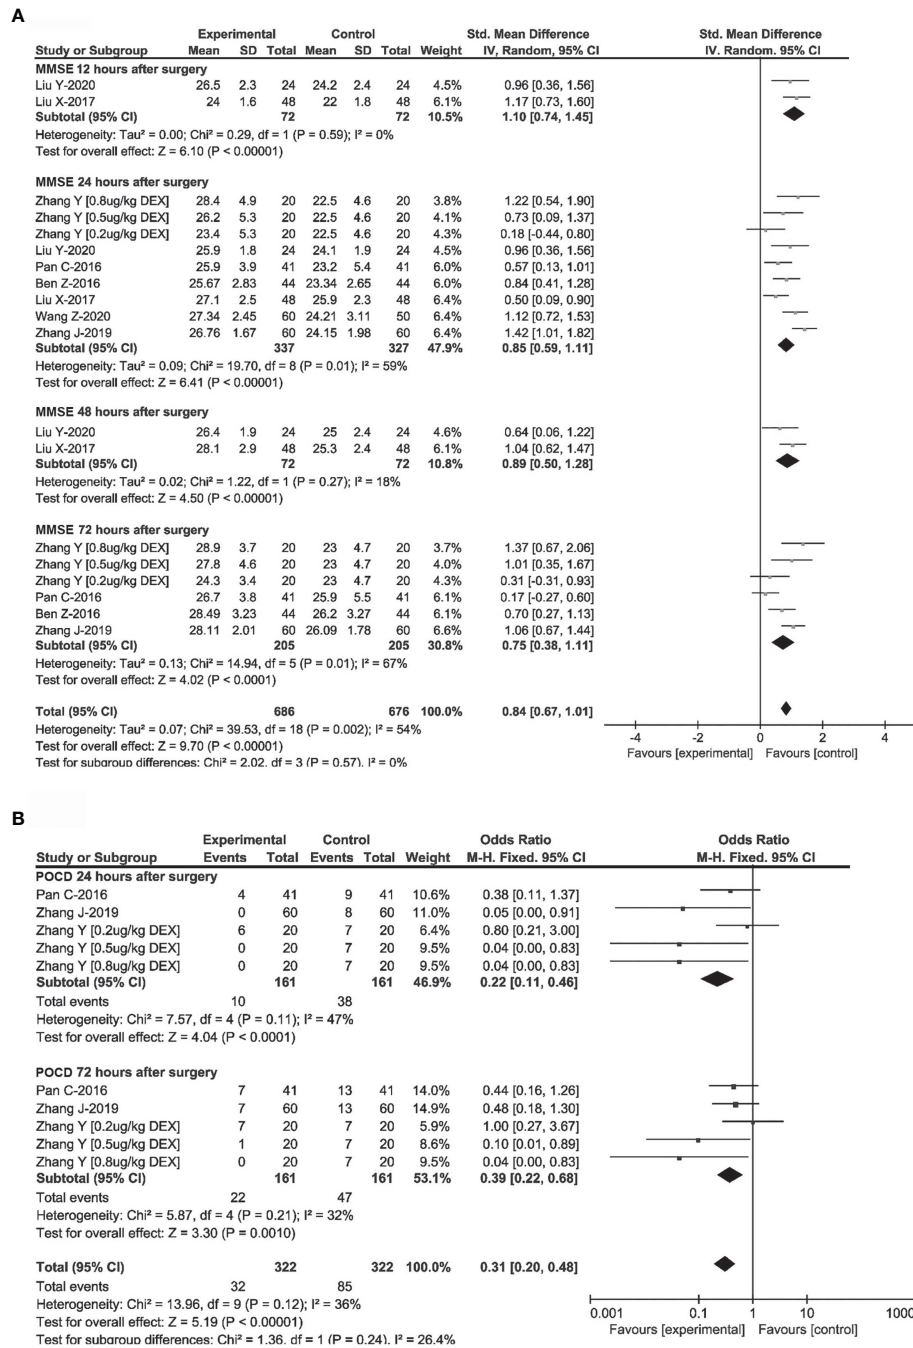 A
Experimental Control Std. Mean Difference Std. Mean Difference
Study or Subgroup Mean SD Total Mean SD Total Weight IV, Random, 95% CI IV. Random. 95% CI
MMSE 12 hours after surgery
Liu Y-2020 26.5 2.3 24 24.2 2.4 24 4.5% 0.96 [0.36, 1.56]
Liu X-2017 24 1.6 48 22 1.8 48 6.1% 1.17 [0.73, 1.60]
Subtotal (95% CI) 72 72 10.5% 1.10 [0.74, 1.45]
Heterogeneity: Tau² = 0.00; Chi² = 0.29, df = 1 (P = 0.59); I² = 0%
Test for overall effect: Z = 6.10 (P < 0.00001)
MMSE 24 hours after surgery
Zhang Y [0.8ug/kg DEX] 28.4 4.9 20 22.5 4.6 20 3.8% 1.22 [0.54, 1.90]
Zhang Y [0.5ug/kg DEX] 26.2 5.3 20 22.5 4.6 20 4.1% 0.73 [0.09, 1.37]
Zhang Y [0.2ug/kg DEX] 23.4 5.3 20 22.5 4.6 20 4.2% 0.18 [-0.44, 0.80]
Liu Y-2020 25.9 1.8 24 24.1 1.9 24 4.5% 0.96 [0.36, 1.56]
Pan C-2016 25.9 3.9 41 23.2 5.4 41 6.0% 0.57 [0.13, 1.01]
Ben Z-2016 25.67 2.83 44 23.34 2.65 44 6.0% 0.84 [0.41, 1.28]
Liu X-2017 27.1 2.5 48 25.9 2.3 48 6.3% 0.50 [0.09, 0.90]
Wang Z-2020 27.34 2.45 60 24.21 3.11 50 6.4% 1.12 [0.72, 1.53]
Zhang J-2019 26.76 1.67 60 24.15 1.98 60 6.4% 1.42 [1.01, 1.82]
Subtotal (95% CI) 337 327 47.9% 0.85 [0.59, 1.11]
Heterogeneity: Tau² = 0.09; Chi² = 19.70, df = 8 (P = 0.01); I² = 59%
Test for overall effect: Z = 6.41 (P < 0.00001)
MMSE 48 hours after surgery
Liu Y-2020 26.4 1.9 24 25 2.4 24 4.6% 0.64 [0.06, 1.22]
Liu X-2017 28.1 2.9 48 25.3 2.4 48 6.1% 1.04 [0.62, 1.47]
Subtotal (95% CI) 72 72 10.8% 0.89 [0.50, 1.28]
Heterogeneity: Tau² = 0.02; Chi² = 1.22, df = 1 (P = 0.27); I² = 18%
Test for overall effect: Z = 4.50 (P < 0.00001)
MMSE 72 hours after surgery
Zhang Y [0.8ug/kg DEX] 28.9 3.7 20 23 4.7 20 3.7% 1.37 [0.67, 2.06]
Zhang Y [0.5ug/kg DEX] 27.8 4.6 20 23 4.7 20 4.0% 1.01 [0.35, 1.67]
Zhang Y [0.2ug/kg DEX] 24.3 3.4 20 23 4.7 20 4.3% 0.31 [-0.31, 0.93]
Pan C-2016 26.7 3.8 41 25.9 5.5 41 6.1% 0.17 [-0.27, 0.60]
Ben Z-2016 28.49 3.23 44 26.2 3.27 44 6.1% 0.70 [0.27, 1.13]
Zhang J-2019 28.11 2.01 60 26.09 1.78 60 6.6% 1.06 [0.67, 1.44]
Subtotal (95% CI) 205 205 30.8% 0.75 [0.38, 1.11]
Heterogeneity: Tau² = 0.13; Chi² = 14.94, df = 5 (P = 0.01); I² = 67%
Test for overall effect: Z = 4.02 (P < 0.0001)
Total (95% CI) 686 676 100.0% 0.84 [0.67, 1.01]
Heterogeneity: Tau² = 0.07; Chi² = 39.53, df = 18 (P = 0.002); I² = 54%
Test for overall effect: Z = 9.70 (P < 0.00001)
Test for subgroup differences: Chi² = 2.02. df = 3 (P = 0.57). I² = 0%
-4 -2 0 2 4
Favours [experimental] Favours [control]
B
Experimental Control Odds Ratio Odds Ratio
Study or Subgroup Events Total Events Total Weight M-H. Fixed. 95% CI M-H. Fixed. 95% CI
POCD 24 hours after surgery
Pan C-2016 4 41 9 41 10.6% 0.38 [0.11, 1.37]
Zhang J-2019 0 60 8 60 11.0% 0.05 [0.00, 0.91]
Zhang Y [0.2ug/kg DEX] 6 20 7 20 6.4% 0.80 [0.21, 3.00]
Zhang Y [0.5ug/kg DEX] 0 20 7 20 9.5% 0.04 [0.00, 0.83]
Zhang Y [0.8ug/kg DEX] 0 20 7 20 9.5% 0.04 [0.00, 0.83]
Subtotal (95% CI) 161 161 46.9% 0.22 [0.11, 0.46]
Total events 10 38
Heterogeneity: Chi² = 7.57, df = 4 (P = 0.11); I² = 47%
Test for overall effect: Z = 4.04 (P < 0.0001)
POCD 72 hours after surgery
Pan C-2016 7 41 13 41 14.0% 0.44 [0.16, 1.26]
Zhang J-2019 7 60 13 60 14.9% 0.48 [0.18, 1.30]
Zhang Y [0.2ug/kg DEX] 7 20 7 20 5.9% 1.00 [0.27, 3.67]
Zhang Y [0.5ug/kg DEX] 1 20 7 20 8.6% 0.10 [0.01, 0.89]
Zhang Y [0.8ug/kg DEX] 0 20 7 20 9.5% 0.04 [0.00, 0.83]
Subtotal (95% CI) 161 161 53.1% 0.39 [0.22, 0.68]
Total events 22 47
Heterogeneity: Chi² = 5.87, df = 4 (P = 0.21); I² = 32%
Test for overall effect: Z = 3.30 (P = 0.0010)
Total (95% CI) 322 322 100.0% 0.31 [0.20, 0.48]
Total events 32 85
Heterogeneity: Chi² = 13.96, df = 9 (P = 0.12); I² = 36%
Test for overall effect: Z = 5.19 (P < 0.00001)
Test for subgroup differences: Chi² = 1.36. df = 1 (P = 0.24). I² = 26.4%
0.001 0.1 1 10 1000
Favours [experimental] Favours [control]